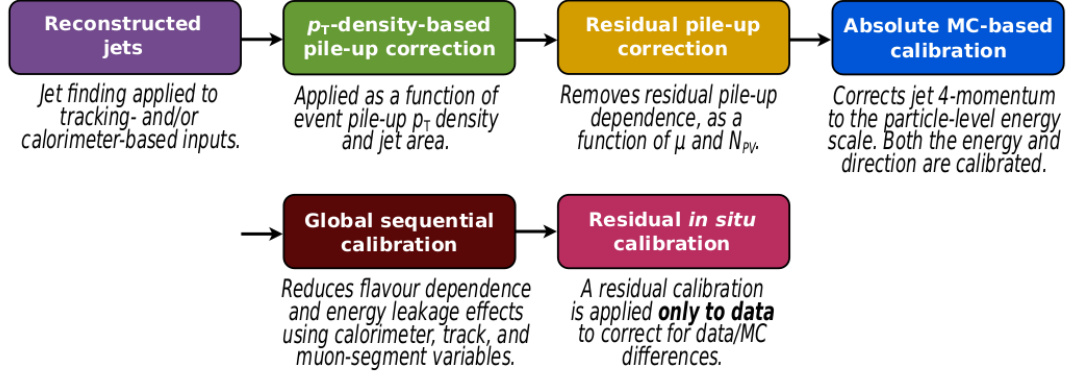 Reconstructed
jets
Jet finding applied to
tracking- and/or
calorimeter-based inputs.
pT-density-based
pile-up correction
Applied as a function of
event pile-up pT density
and jet area.
Residual pile-up
correction
Removes residual pile-up
dependence, as a
function of µ and NPV.
Absolute MC-based
calibration
Corrects jet 4-momentum
to the particle-level energy
scale. Both the energy and
direction are calibrated.
Global sequential
calibration
Reduces flavour dependence
and energy leakage effects
using calorimeter, track, and
muon-segment variables.
Residual in situ
calibration
A residual calibration
is applied only to data
to correct for data/MC
differences.